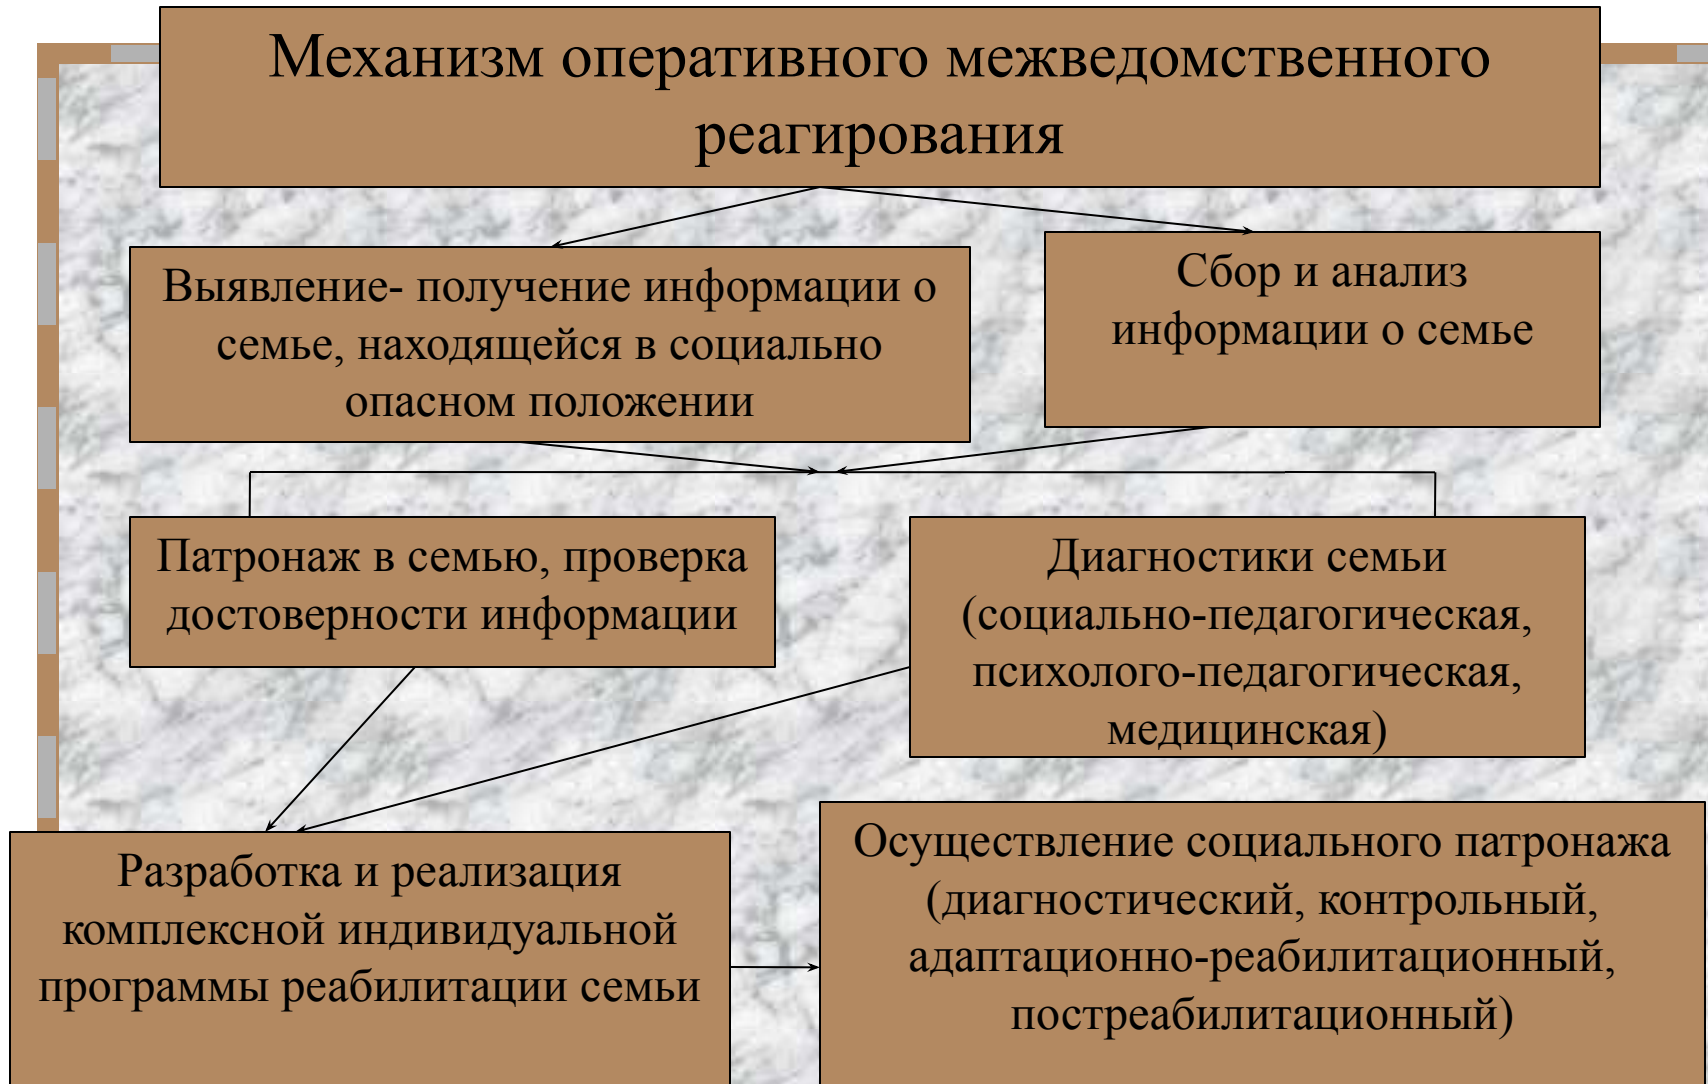 Механизм оперативного межведомственного
реагирования
Выявление- получение информации о
семье, находящейся в социально
опасном положении
Сбор и анализ
информации о семье
Патронаж в семью, проверка
достоверности информации
Диагностики семьи
(социально-педагогическая,
психолого-педагогическая,
медицинская)
Разработка и реализация
комплексной индивидуальной
программы реабилитации семьи
Осуществление социального патронажа
(диагностический, контрольный,
адаптационно-реабилитационный,
постреабилитационный)